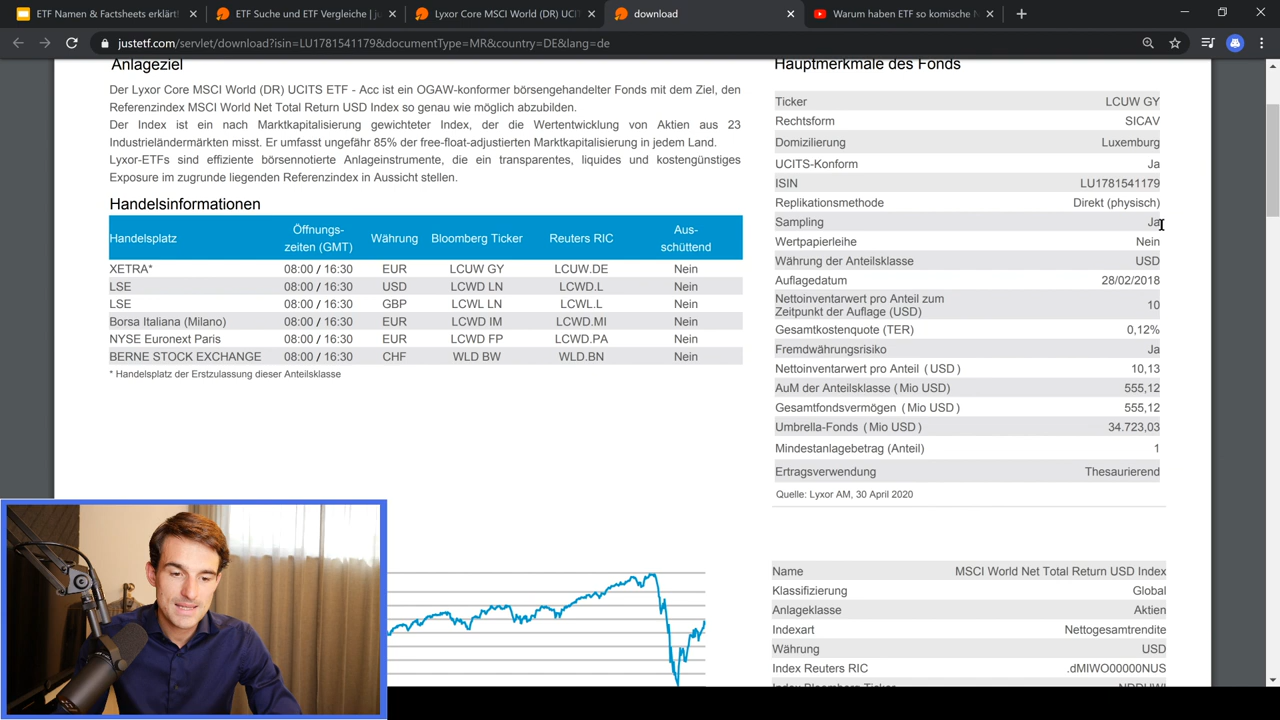 ETF Namen & Factsheets erklärt!
ETF Suche und ETF Vergleiche | ju
Lyxor Core MSCI World (DR) UCIT
download
Warum haben ETF so komische N
justetf.com/servlet/download?isin=LU1781541179&documentType=MR&country=DE&lang=de
Anlageziel
Der Lyxor Core MSCI World (DR) UCITS ETF - Acc ist ein OGAW-konformer börsengehandelter Fonds mit dem Ziel, den
Referenzindex MSCI World Net Total Return USD Index so genau wie möglich abzubilden.
Der Index ist ein nach Marktkapitalisierung gewichteter Index, der die Wertentwicklung von Aktien aus 23
Industrieländermärkten misst. Er umfasst ungefähr 85% der free-float-adjustierten Marktkapitalisierung in jedem Land.
Lyxor-ETFs sind effiziente börsennotierte Anlageinstrumente, die ein transparentes, liquides und kostengünstiges
Exposure im zugrunde liegenden Referenzindex in Aussicht stellen.
Handelsinformationen
Handelsplatz Öffnungs-zeiten (GMT) Währung Bloomberg Ticker Reuters RIC Aus-schüttend
XETRA* 08:00 / 16:30 EUR LCUW GY LCUW.DE Nein
LSE 08:00 / 16:30 USD LCWD LN LCWD.L Nein
LSE 08:00 / 16:30 GBP LCWL LN LCWL.L Nein
Borsa Italiana (Milano) 08:00 / 16:30 EUR LCWD IM LCWD.MI Nein
NYSE Euronext Paris 08:00 / 16:30 EUR LCWD FP LCWD.PA Nein
BERNE STOCK EXCHANGE 08:00 / 16:30 CHF WLD BW WLD.BN Nein
* Handelsplatz der Erstzulassung dieser Anteilsklasse
Hauptmerkmale des Fonds
Ticker LCUW GY
Rechtsform SICAV
Domizilierung Luxemburg
UCITS-Konform Ja
ISIN LU1781541179
Replikationsmethode Direkt (physisch)
Sampling Ja
Wertpapierleihe Nein
Währung der Anteilsklasse USD
Auflagedatum 28/02/2018
Nettoinventarwert pro Anteil zum
Zeitpunkt der Auflage (USD) 10
Gesamtkostenquote (TER) 0,12%
Fremdwährungsrisiko Ja
Nettoinventarwert pro Anteil ( USD ) 10,13
AuM der Anteilsklasse (Mio USD) 555,12
Gesamtfondsvermögen ( Mio USD ) 555,12
Umbrella-Fonds ( Mio USD ) 34.723,03
Mindestanlagebetrag (Anteil) 1
Ertragsverwendung Thesaurierend
Quelle: Lyxor AM, 30 April 2020
Name MSCI World Net Total Return USD Index
Klassifizierung Global
Anlageklasse Aktien
Indexart Nettogesamtrendite
Währung USD
Index Reuters RIC .dMIWO00000NUS